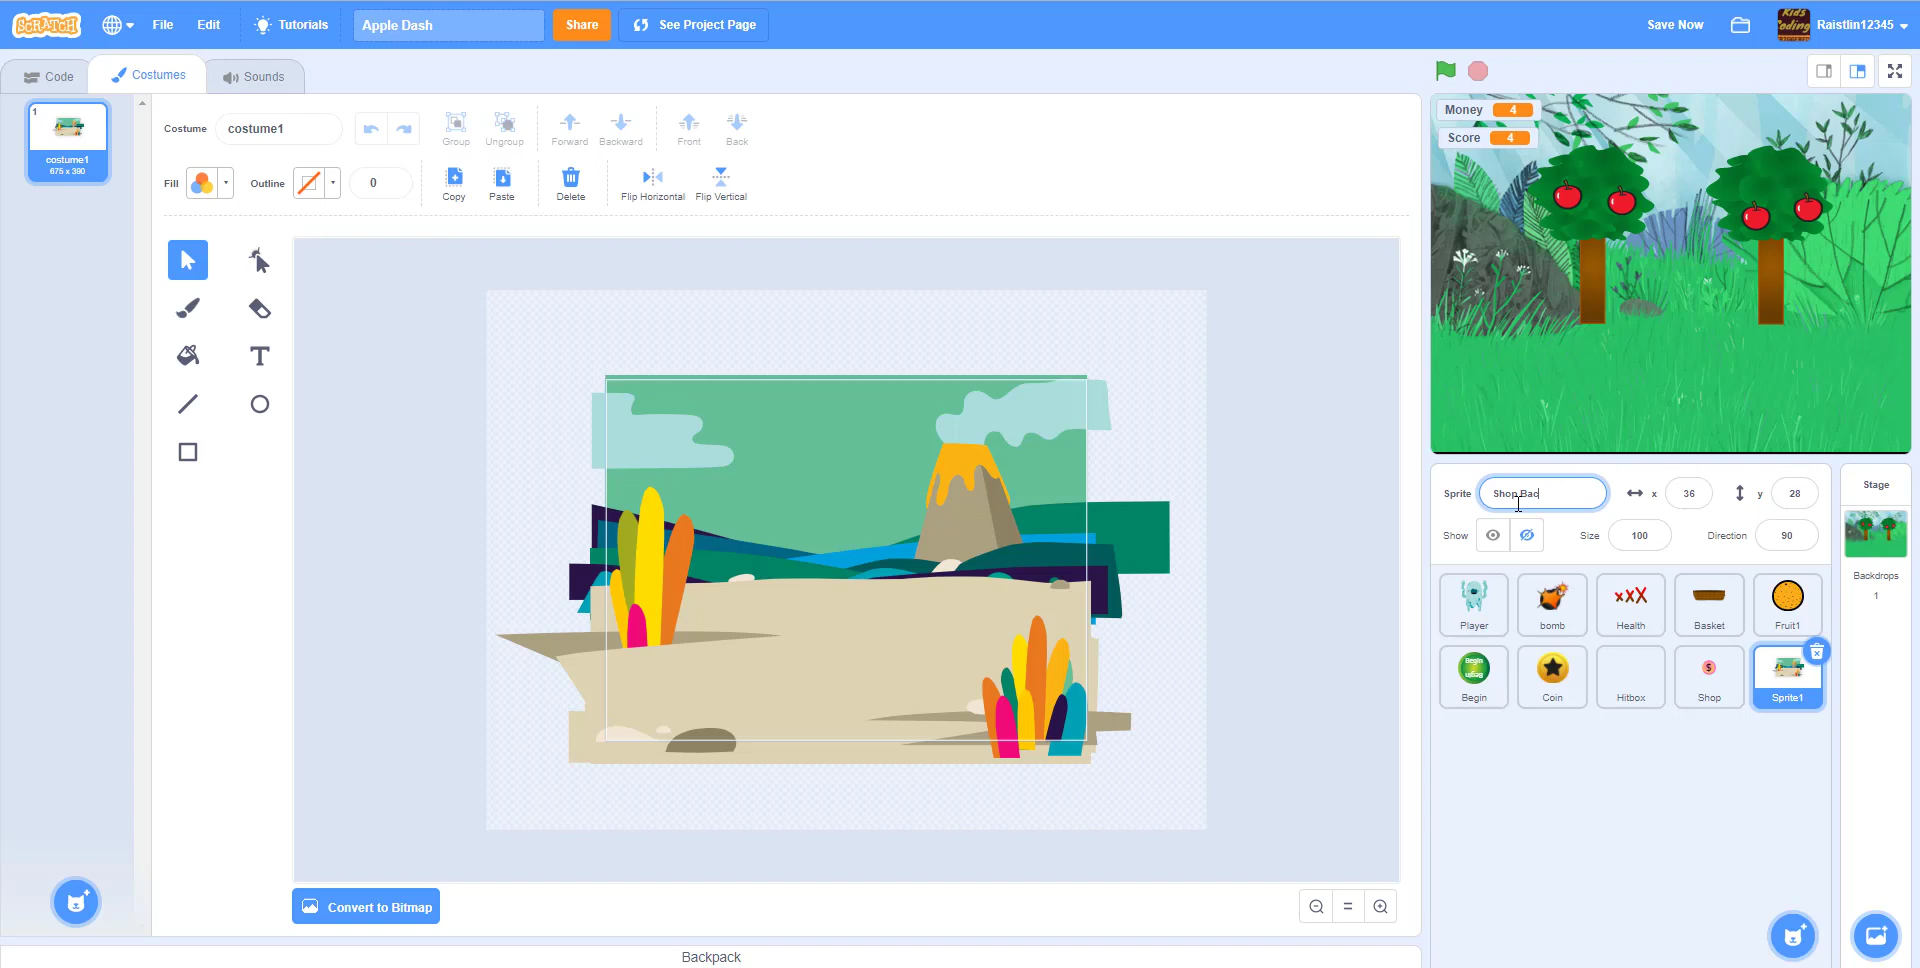 SCRATCH
File
Edit
Tutorials
Apple Dash
Share
See Project Page
Save Now
Raistlin12345
Code
Costumes
Sounds
1
costume1
675 x 390
Costume
costume1
Group
Ungroup
Forward
Backward
Front
Back
Fill
Outline
0
Copy
Paste
Delete
Flip Horizontal
Flip Vertical
Convert to Bitmap
Backpack
Money 4
Score 4
Sprite
Shop Bac
x
36
y
28
Show
Size
100
Direction
90
Player
bomb
Health
Basket
Fruit1
Begin
Begin
Coin
Hitbox
$
Shop
Sprite1
Stage
Backdrops
1